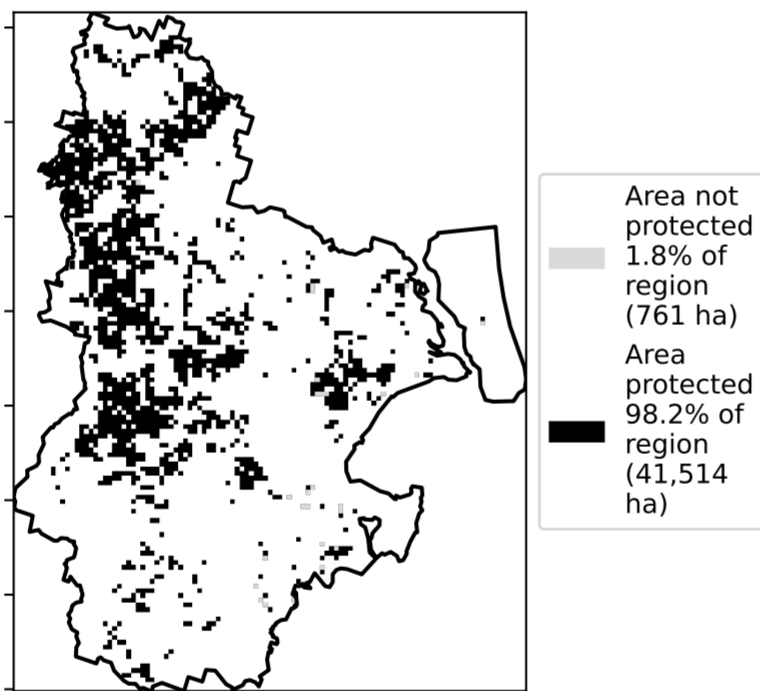 Area not
protected
1.8% of
region
(761 ha)
Area
protected
98.2% of
region
(41,514
ha)